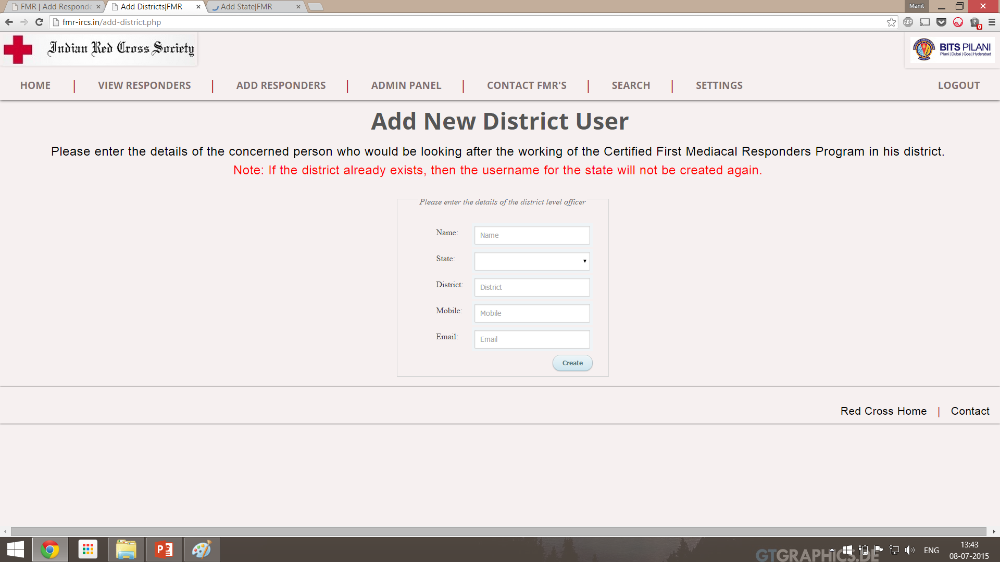 FMR | Add Responde
Add Districts|FMR
Add State|FMR
Manit
fmr-ircs.in/add-district.php
ABP
0
Indian Red Cross Society
BITS PILANI
Pilani | Dubai | Goa | Hyderabad
HOME | VIEW RESPONDERS | ADD RESPONDERS | ADMIN PANEL | CONTACT FMR'S | SEARCH | SETTINGS LOGOUT
Add New District User
Please enter the details of the concerned person who would be looking after the working of the Certified First Mediacal Responders Program in his district.
Note: If the district already exists, then the username for the state will not be created again.
Please enter the details of the district level officer
Name: Name
State:
District: District
Mobile: Mobile
Email: Email
Create
Red Cross Home | Contact
GTGRAPHICS.DE
ENG
13:43
08-07-2015